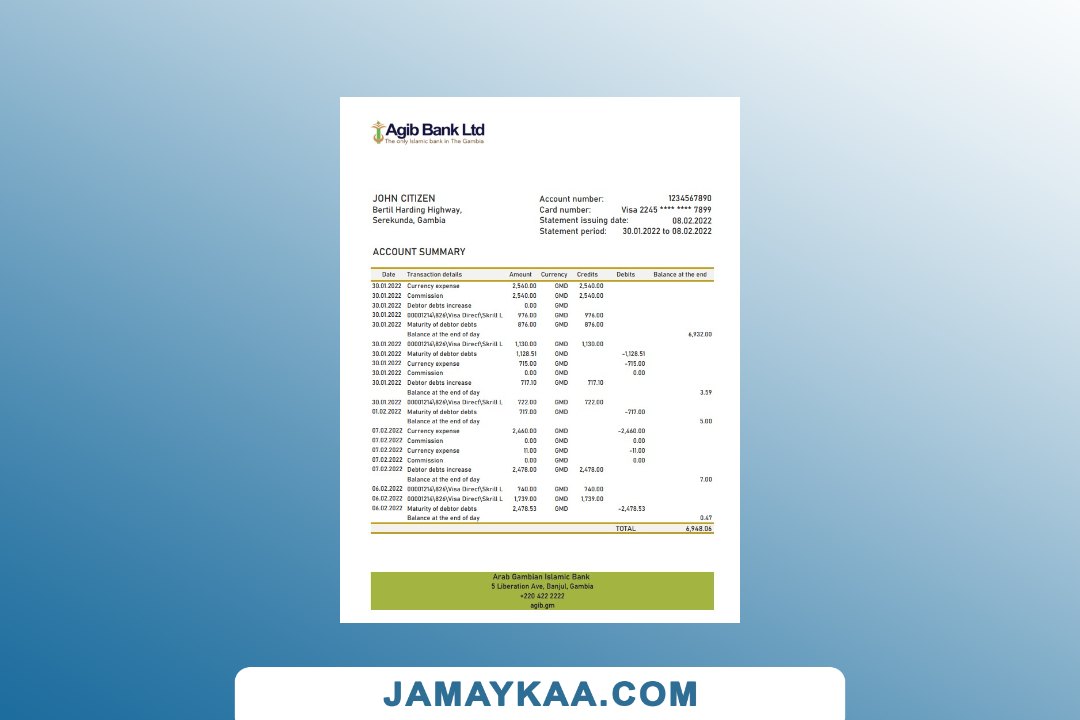 Agib Bank Ltd
The only Islamic bank in The Gambia
JOHN CITIZEN
Bertil Harding Highway,
Serekunda, Gambia
Account number: 1234567890
Card number: Visa 2245 **** **** 7899
Statement issuing date: 08.02.2022
Statement period: 30.01.2022 to 08.02.2022
ACCOUNT SUMMARY
Date Transaction details Amount Currency Credits Debits Balance at the end
30.01.2022 Currency expense 2,540.00 GMD 2,540.00
30.01.2022 Commission 2,540.00 GMD 2,540.00
30.01.2022 Debtor debts increase 0.00 GMD
30.01.2022 00001214\826\Visa Direct\Skrill L 976.00 GMD 976.00
30.01.2022 Maturity of debtor debts 876.00 GMD 876.00
Balance at the end of day 6,932.00
30.01.2022 00001214\826\Visa Direct\Skrill L 1,130.00 GMD 1,130.00
30.01.2022 Maturity of debtor debts 1,128.51 GMD -1,128.51
30.01.2022 Currency expense 715.00 GMD -715.00
30.01.2022 Commission 0.00 GMD 0.00
30.01.2022 Debtor debts increase 717.10 GMD 717.10
Balance at the end of day 3.59
30.01.2022 00001214\826\Visa Direct\Skrill L 722.00 GMD 722.00
01.02.2022 Maturity of debtor debts 717.00 GMD -717.00
Balance at the end of day 5.00
07.02.2022 Currency expense 2,460.00 GMD -2,460.00
07.02.2022 Commission 0.00 GMD 0.00
07.02.2022 Currency expense 11.00 GMD -11.00
07.02.2022 Commission 0.00 GMD 0.00
07.02.2022 Debtor debts increase 2,478.00 GMD 2,478.00
Balance at the end of day 7.00
06.02.2022 00001214\826\Visa Direct\Skrill L 740.00 GMD 740.00
06.02.2022 00001214\826\Visa Direct\Skrill L 1,739.00 GMD 1,739.00
06.02.2022 Maturity of debtor debts 2,478.53 GMD -2,478.53
Balance at the end of day 0.47
TOTAL 6,948.06
Arab Gambian Islamic Bank
5 Liberation Ave, Banjul, Gambia
+220 422 2222
agib.gm
JAMAYKAA.COM